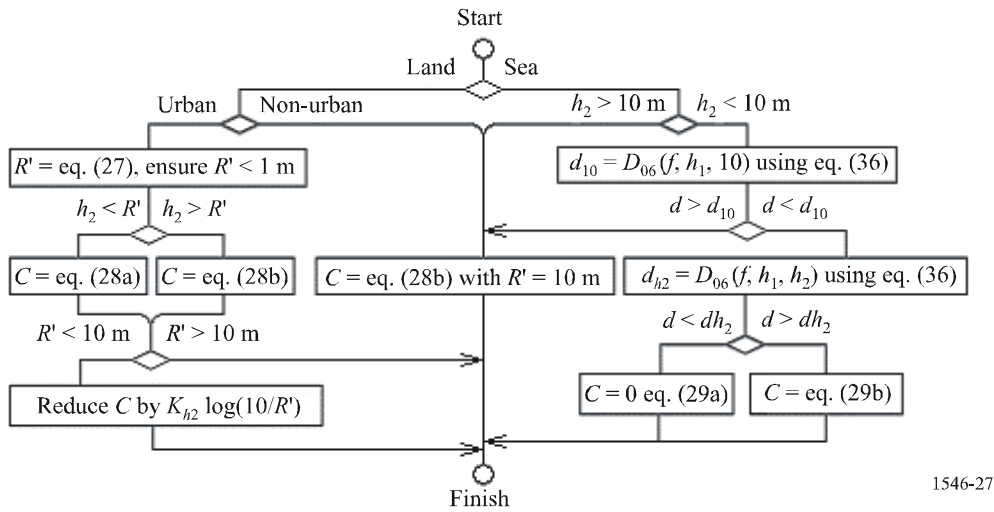 Start
Land Sea
Urban Non-urban
h₂ > 10 m h₂ < 10 m
R' = eq. (27), ensure R' < 1 m
d₁₀ = D₀₆ (f, h₁, 10) using eq. (36)
h₂ < R' h₂ > R'
d > d₁₀ d < d₁₀
C = eq. (28a)
C = eq. (28b)
C = eq. (28b) with R' = 10 m
dₕ₂ = D₀₆ (f, h₁, h₂) using eq. (36)
R' < 10 m R' > 10 m
d < dh₂ d > dh₂
Reduce C by Kₕ₂ log(10/R')
C = 0 eq. (29a)
C = eq. (29b)
Finish
1546-27